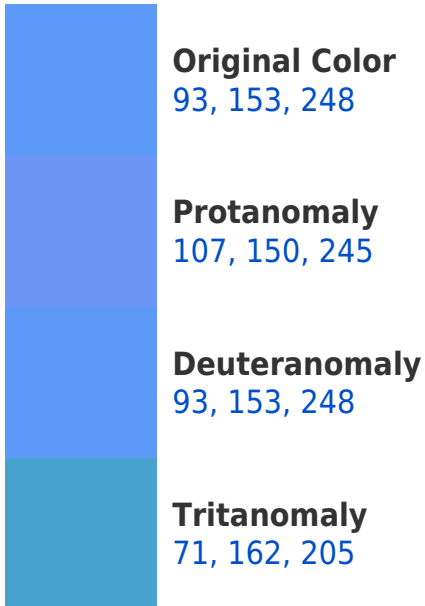 Original Color
93, 153, 248
Protanomaly
107, 150, 245
Deuteranomaly
93, 153, 248
Tritanomaly
71, 162, 205